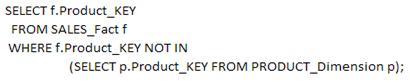 SELECT f.Product_KEY
FROM SALES_Fact f
WHERE f.Product_KEY NOT IN
(SELECT p.Product_KEY FROM PRODUCT_Dimension p);